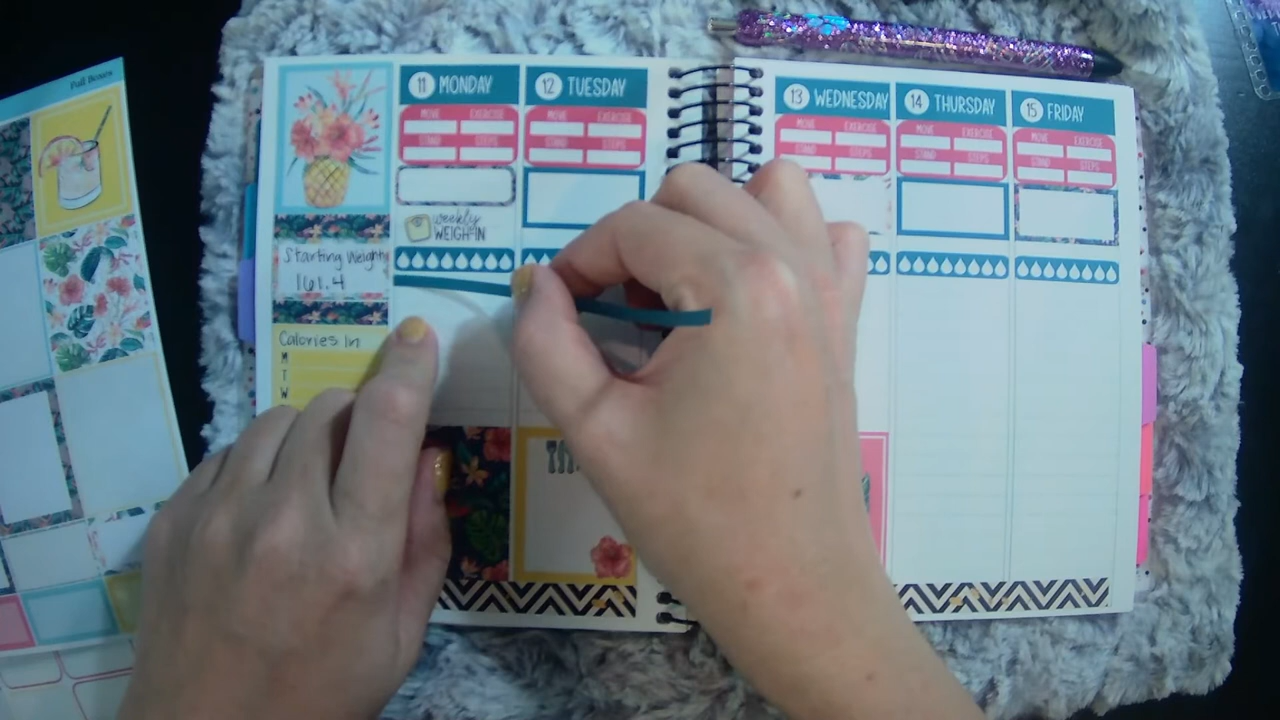 Full Boxes
11 MONDAY
12 TUESDAY
13 WEDNESDAY
14 THURSDAY
15 FRIDAY
MOVE EXERCISE
STAND STEPS
MOVE EXERCISE
STAND STEPS
MOVE EXERCISE
STAND STEPS
MOVE EXERCISE
STAND STEPS
MOVE EXERCISE
STAND STEPS
weekly
WEIGH-IN
Starting Weight
161.4
Calories In
M
T
W